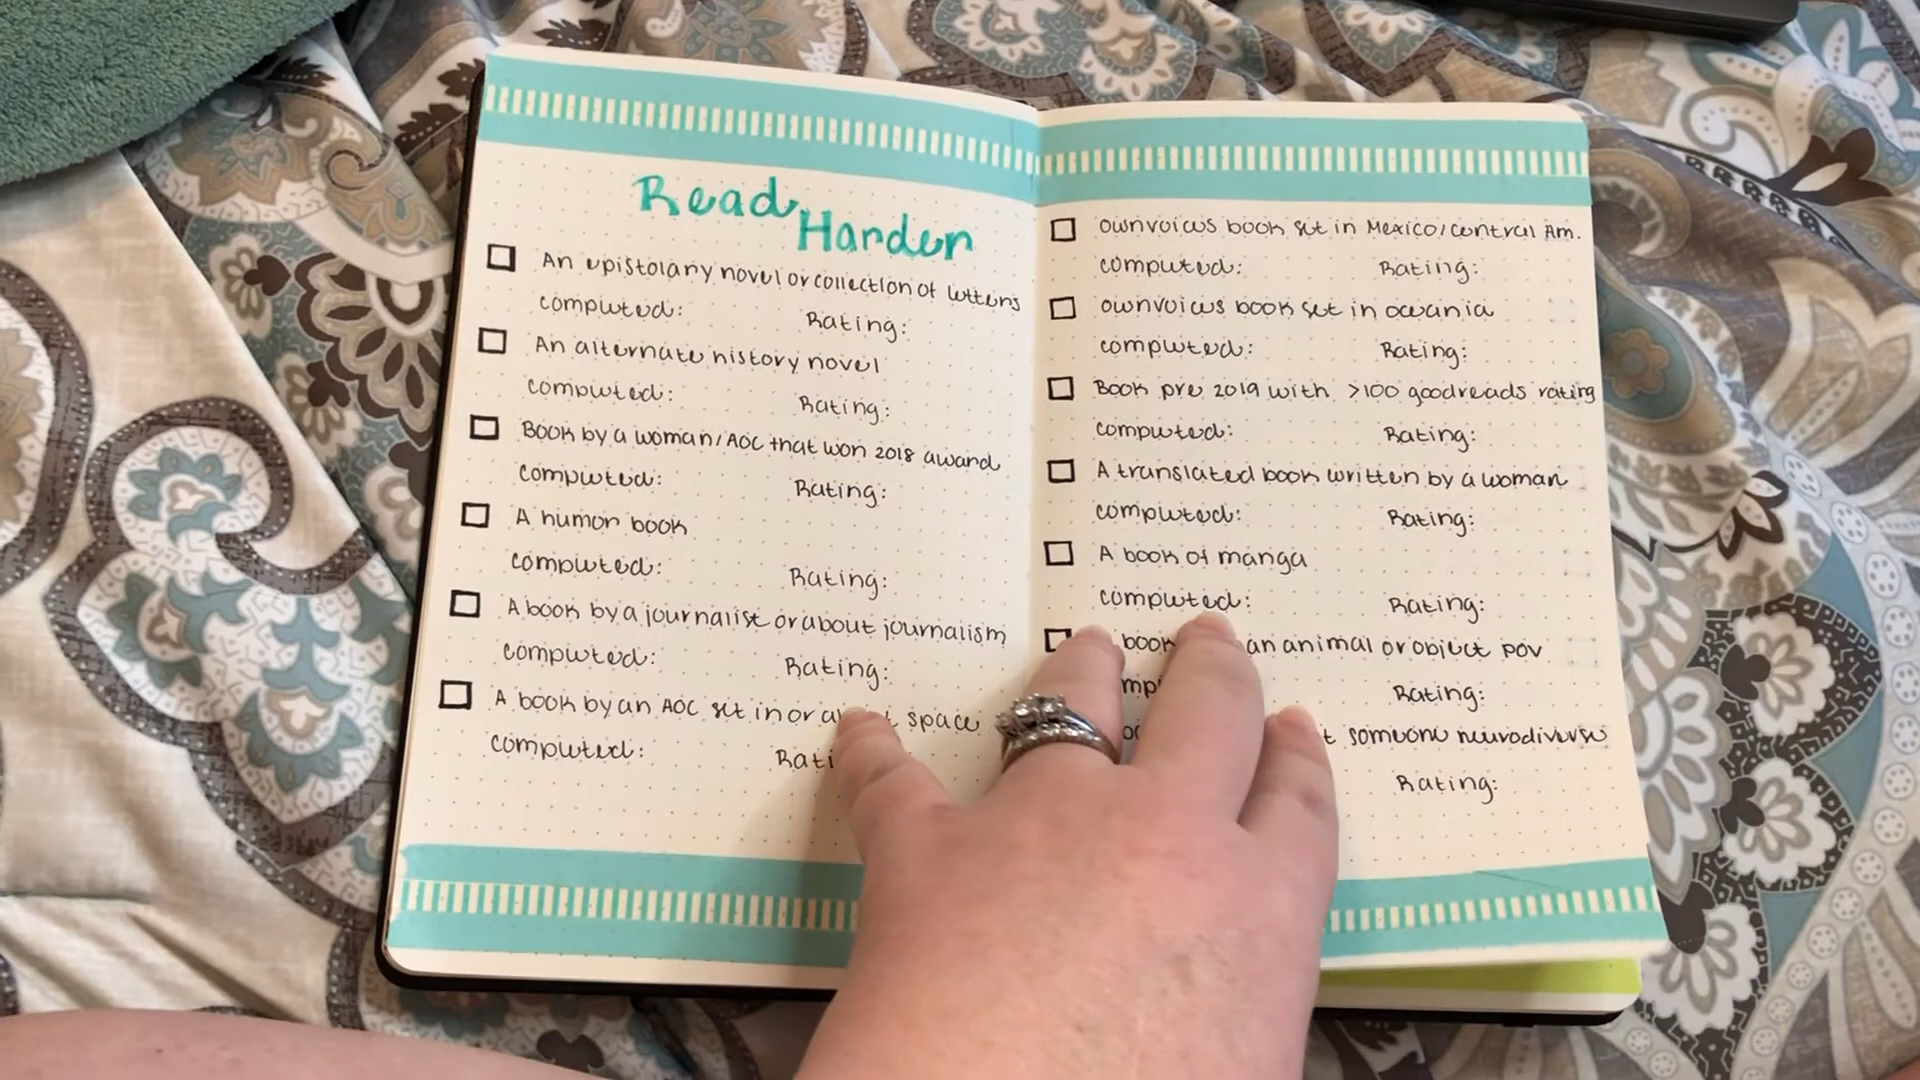 Read
Harder
An epistolary novel or collection of letters
Completed: Rating:
An alternate history novel
Completed: Rating:
Book by a woman/AOC that won 2018 award
Completed: Rating:
A humor book
Completed: Rating:
A book by a journalist or about journalism
Completed: Rating:
A book by an AOC set in or space
Completed:
ownvoices book set in Mexico/Central Am.
Completed: Rating:
ownvoices book set in oceania
Completed: Rating:
Book pre 2019 with >100 goodreads rating
Completed: Rating:
A translated book written by a woman
Completed: Rating:
A book of manga
Completed: Rating:
book an animal or object pov
Rating:
someone neurodiverse
Rating: